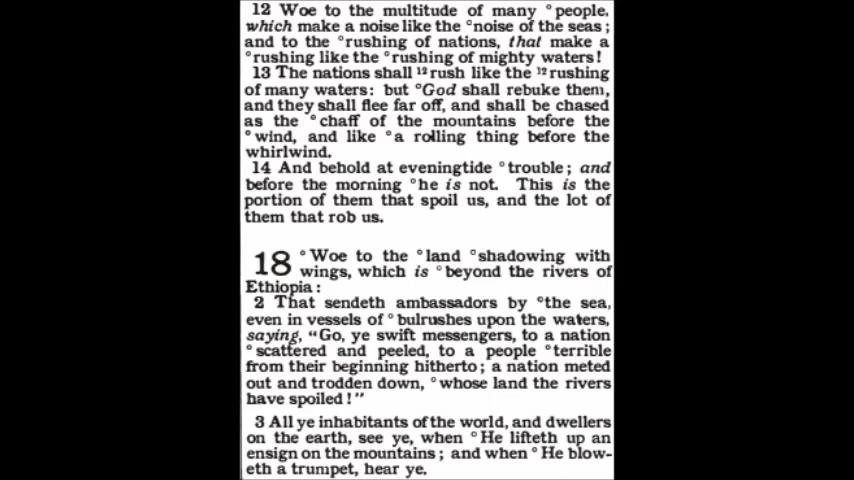 12 Woe to the multitude of many °people,
which make a noise like the °noise of the seas;
and to the °rushing of nations, that make a
°rushing like the °rushing of mighty waters!
13 The nations shall ¹²rush like the ¹²rushing
of many waters: but °God shall rebuke them,
and they shall flee far off, and shall be chased
as the °chaff of the mountains before the
°wind, and like °a rolling thing before the
whirlwind.
14 And behold at eveningtide °trouble; and
before the morning °he is not. This is the
portion of them that spoil us, and the lot of
them that rob us.
18 °Woe to the °land °shadowing with
wings, which is °beyond the rivers of
Ethiopia:
2 That sendeth ambassadors by °the sea,
even in vessels of °bulrushes upon the waters,
saying, "Go, ye swift messengers, to a nation
°scattered and peeled, to a people °terrible
from their beginning hitherto; a nation meted
out and trodden down, °whose land the rivers
have spoiled!"
3 All ye inhabitants of the world, and dwellers
on the earth, see ye, when °He lifteth up an
ensign on the mountains; and when °He blow-
eth a trumpet, hear ye.